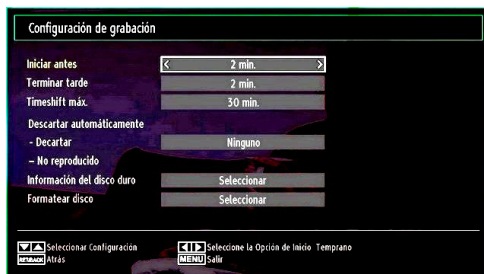 Configuración de grabación
Iniciar antes < 2 min. >
Terminar tarde 2 min.
Timeshift máx. 30 min.
Descartar automáticamente
- Decartar Ninguno
– No reproducido
Información del disco duro Seleccionar
Formatear disco Seleccionar
Seleccionar Configuración Seleccione la Opción de Inicio Temprano
Atrás MENU Salir